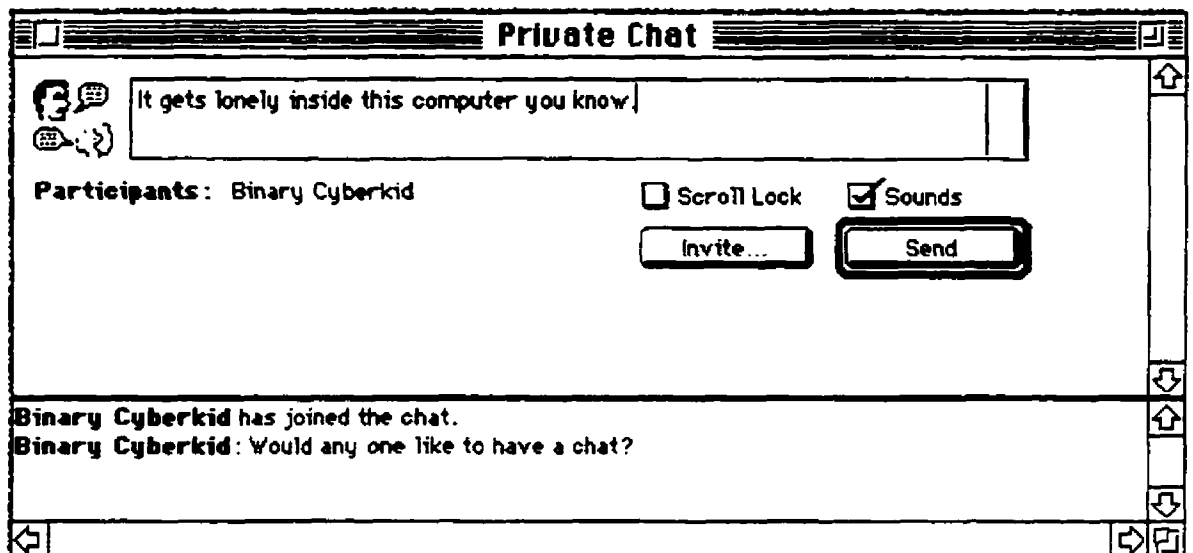 Private Chat
It gets lonely inside this computer you know.
Participants: Binary Cyberkid
Scroll Lock
Sounds
Invite...
Send
Binary Cyberkid has joined the chat.
Binary Cyberkid: Would any one like to have a chat?